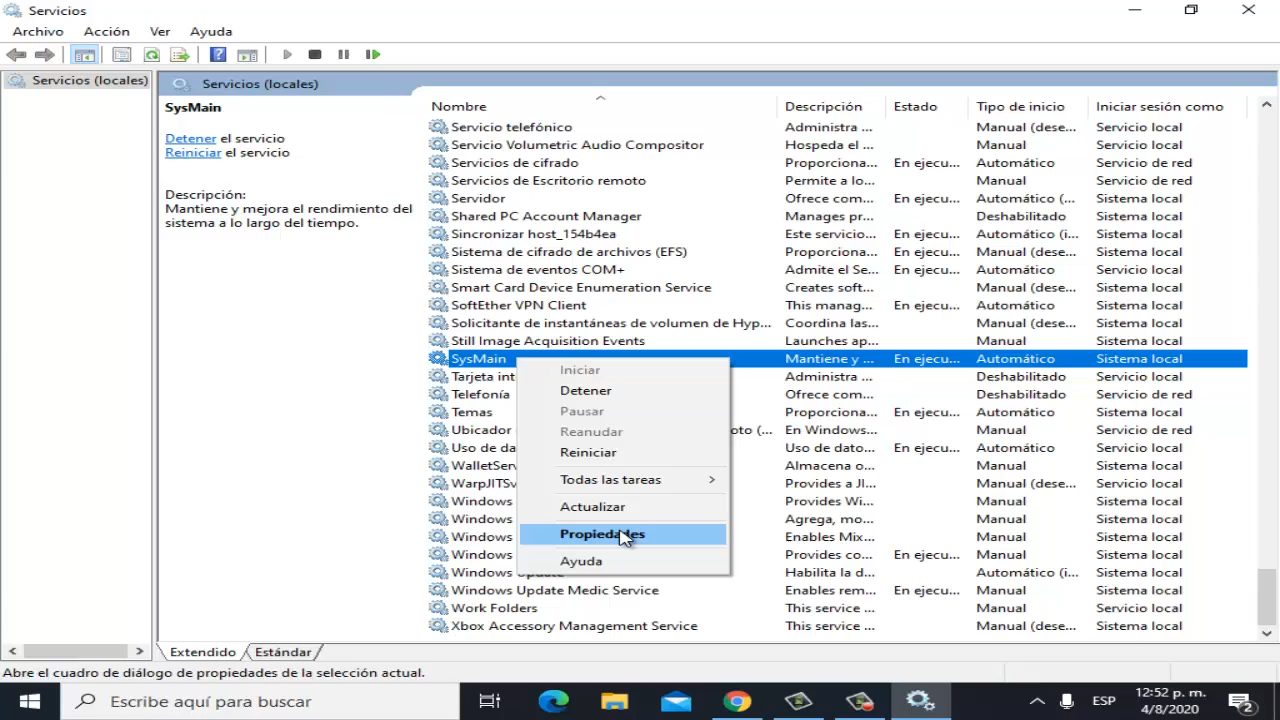 Servicios
Archivo Acción Ver Ayuda
Servicios (locales)
Servicios (locales)
SysMain
Detener el servicio
Reiniciar el servicio
Descripción:
Mantiene y mejora el rendimiento del
sistema a lo largo del tiempo.
Nombre Descripción Estado Tipo de inicio Iniciar sesión como
Servicio telefónico Administra ... Manual (dese... Servicio local
Servicio Volumetric Audio Compositor Hospeda el ... Manual Servicio local
Servicios de cifrado Proporciona... En ejecu... Automático Servicio de red
Servicios de Escritorio remoto Permite a lo... Manual Servicio de red
Servidor Ofrece com... En ejecu... Automático (... Sistema local
Shared PC Account Manager Manages pr... Deshabilitado Sistema local
Sincronizar host_154b4ea Este servicio... En ejecu... Automático (i... Sistema local
Sistema de cifrado de archivos (EFS) Proporciona... En ejecu... Manual (dese... Sistema local
Sistema de eventos COM+ Admite el Se... En ejecu... Automático Servicio local
Smart Card Device Enumeration Service Creates soft... Manual (dese... Sistema local
SoftEther VPN Client This manag... En ejecu... Automático Sistema local
Solicitante de instantáneas de volumen de Hyp... Coordina las... Manual (dese... Sistema local
Still Image Acquisition Events Launches ap... Manual Sistema local
SysMain Mantiene y ... En ejecu... Automático Sistema local
Tarjeta int Administra ... Deshabilitado Servicio local
Telefonía Ofrece com... Deshabilitado Servicio de red
Temas Proporciona... En ejecu... Automático Sistema local
Ubicador oto (... En Windows... Manual Servicio de red
Uso de da En ejecu... Automático Servicio local
Uso de dato...
WalletServ Almacena o... Manual Sistema local
WarpJITSv Provides a JI... Manual (dese... Servicio local
Windows Provides Wi... Manual Sistema local
Windows Agrega, mo... Manual Sistema local
Windows Enables Mix... Manual Sistema local
Windows Provides co... En ejecu... Manual Sistema local
Windows Update Habilita la d... Automático (i... Sistema local
Windows Update Medic Service Enables rem... En ejecu... Manual Sistema local
Work Folders This service ... Manual Servicio local
Xbox Accessory Management Service This service ... Manual (dese... Sistema local
Iniciar
Detener
Pausar
Reanudar
Reiniciar
Todas las tareas
Actualizar
Propiedades
Ayuda
Extendido Estándar
Abre el cuadro de diálogo de propiedades de la selección actual.
Escribe aquí para buscar
ESP
12:52 p. m.
4/8/2020
2